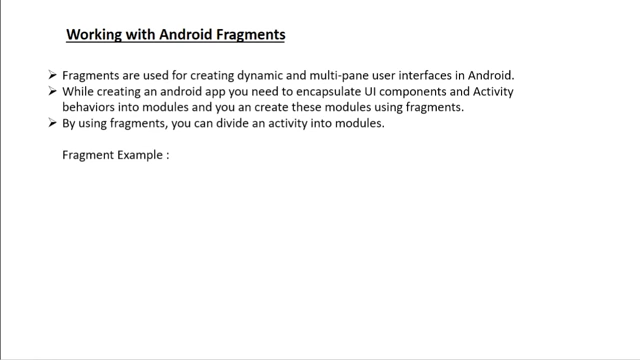 Working with Android Fragments
➢ Fragments are used for creating dynamic and multi-pane user interfaces in Android.
➢ While creating an android app you need to encapsulate UI components and Activity
behaviors into modules and you an create these modules using fragments.
➢ By using fragments, you can divide an activity into modules.
Fragment Example :